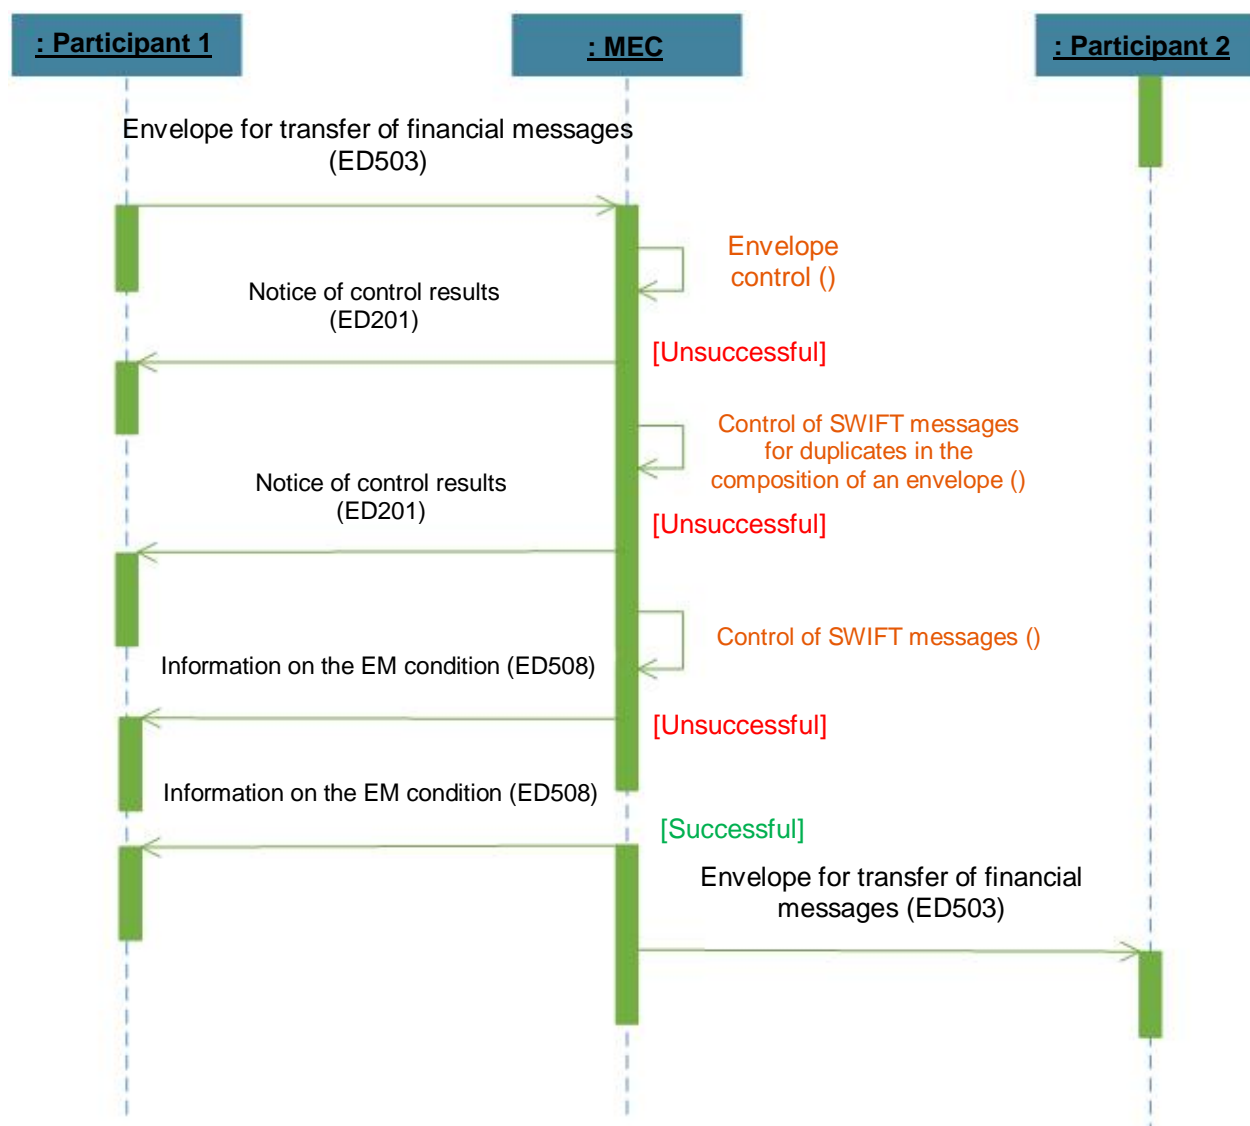 : Participant 1
: MEC
: Participant 2
Envelope for transfer of financial messages
(ED503)
Envelope
control ()
Notice of control results
(ED201)
[Unsuccessful]
Control of SWIFT messages
for duplicates in the
composition of an envelope ()
Notice of control results
(ED201)
[Unsuccessful]
Control of SWIFT messages ()
Information on the EM condition (ED508)
[Unsuccessful]
Information on the EM condition (ED508)
[Successful]
Envelope for transfer of financial
messages (ED503)